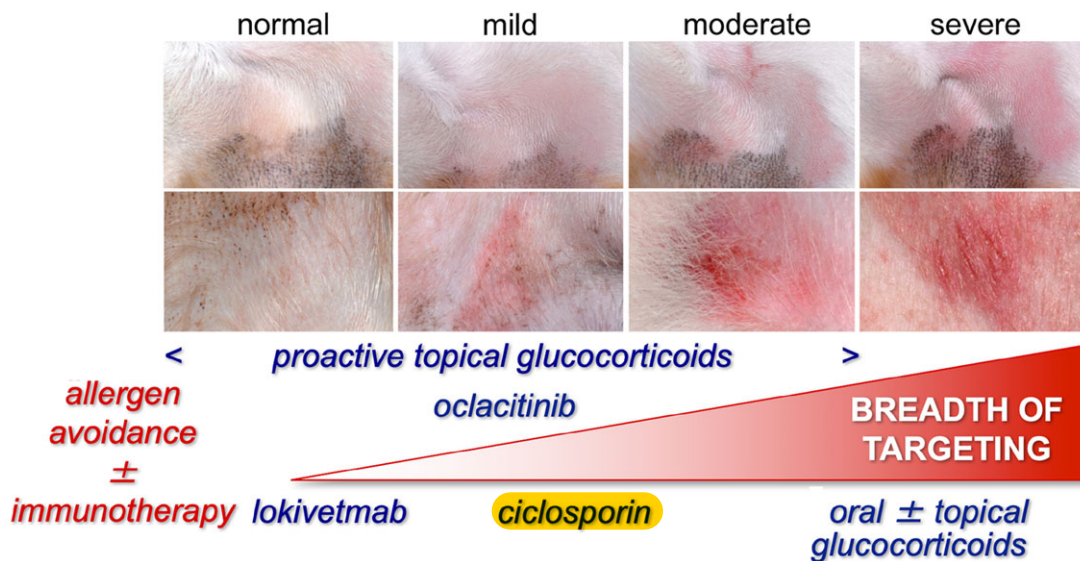 normal mild moderate severe
< proactive topical glucocorticoids >
allergen
avoidance
±
immunotherapy
oclacitinib
BREADTH OF
TARGETING
lokivetmab
ciclosporin
oral ± topical
glucocorticoids